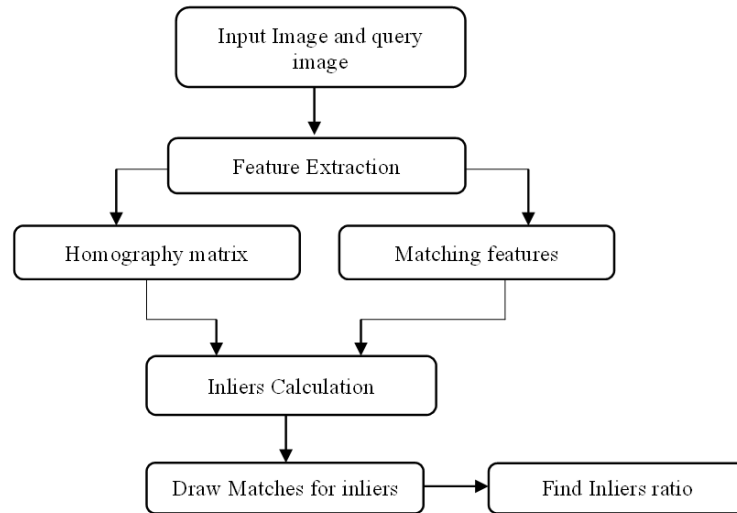 Input Image and query
image
Feature Extraction
Homography matrix
Matching features
Inliers Calculation
Draw Matches for inliers
Find Inliers ratio